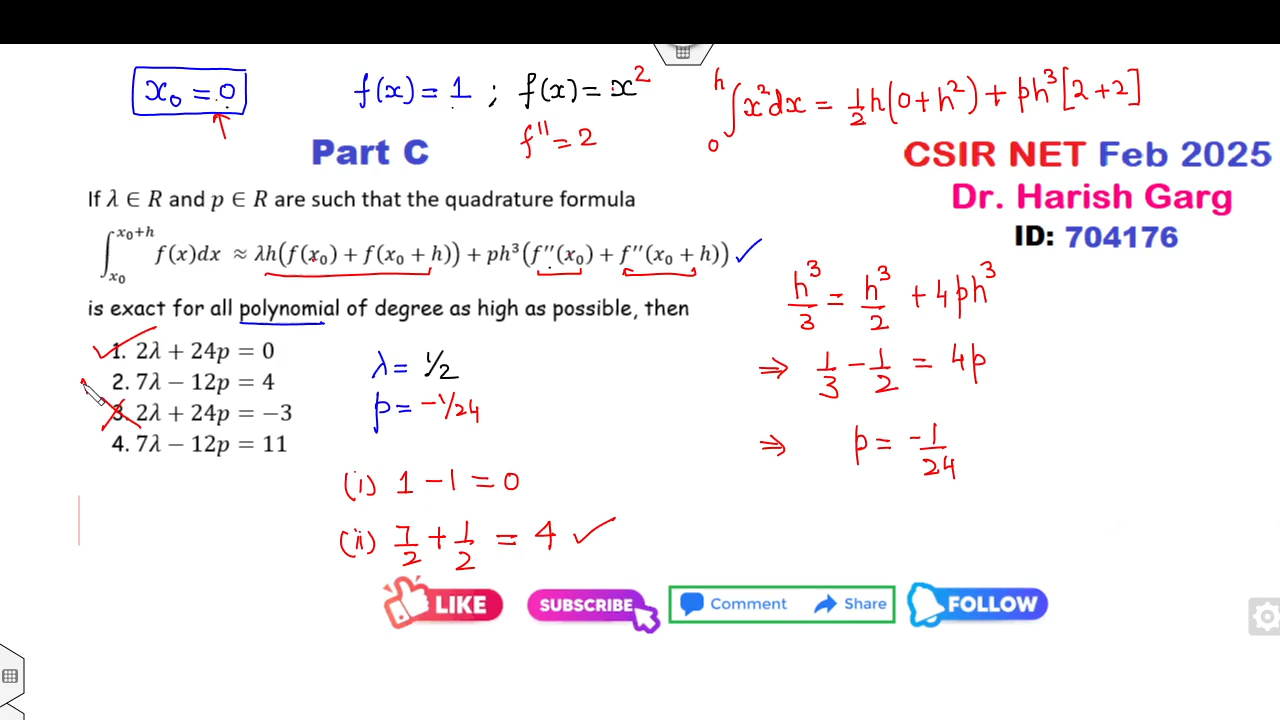 x₀ = 0
f(x) = 1 ; f(x) = x²
f'' = 2
∫₀ʰ x² dx = 1/2 h(0 + h²) + ph³[2+2]
Part C
CSIR NET Feb 2025
Dr. Harish Garg
ID: 704176
If λ ∈ R and p ∈ R are such that the quadrature formula
∫_{x₀}^{x₀+h} f(x)dx ≈ λh(f(x₀) + f(x₀ + h)) + ph³(f''(x₀) + f''(x₀ + h))
is exact for all polynomial of degree as high as possible, then
1. 2λ + 24p = 0
2. 7λ − 12p = 4
3. 2λ + 24p = −3
4. 7λ − 12p = 11
λ = 1/2
p = −1/24
(i) 1 − 1 = 0
(ii) 7/2 + 1/2 = 4
h³/3 = h³/2 + 4ph³
⇒ 1/3 − 1/2 = 4p
⇒ p = −1/24
LIKE
SUBSCRIBE
Comment
Share
FOLLOW